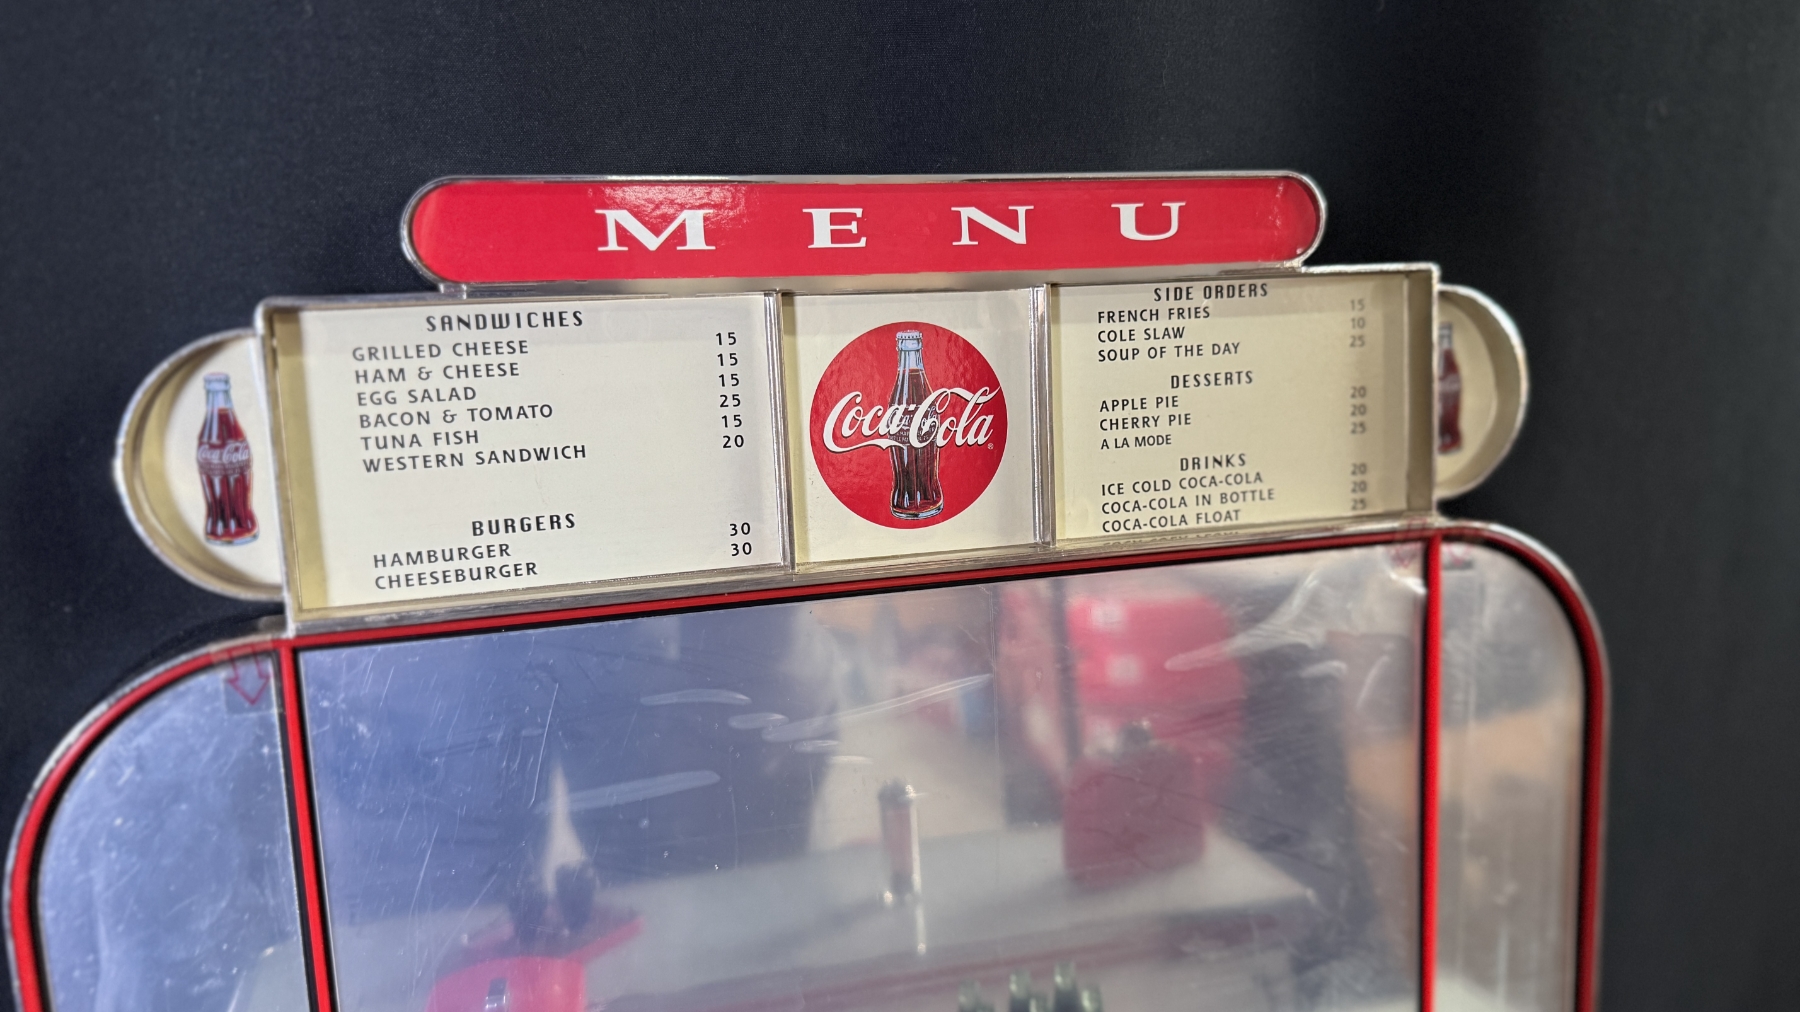 MENU
SANDWICHES
GRILLED CHEESE 15
HAM & CHEESE 15
EGG SALAD 15
BACON & TOMATO 25
TUNA FISH 15
WESTERN SANDWICH 20
BURGERS
HAMBURGER 30
CHEESEBURGER 30
Coca-Cola
Coca-Cola
SIDE ORDERS
FRENCH FRIES 15
COLE SLAW 10
SOUP OF THE DAY 25
DESSERTS
APPLE PIE 20
CHERRY PIE 20
A LA MODE 25
DRINKS
ICE COLD COCA-COLA 20
COCA-COLA IN BOTTLE 20
COCA-COLA FLOAT 25